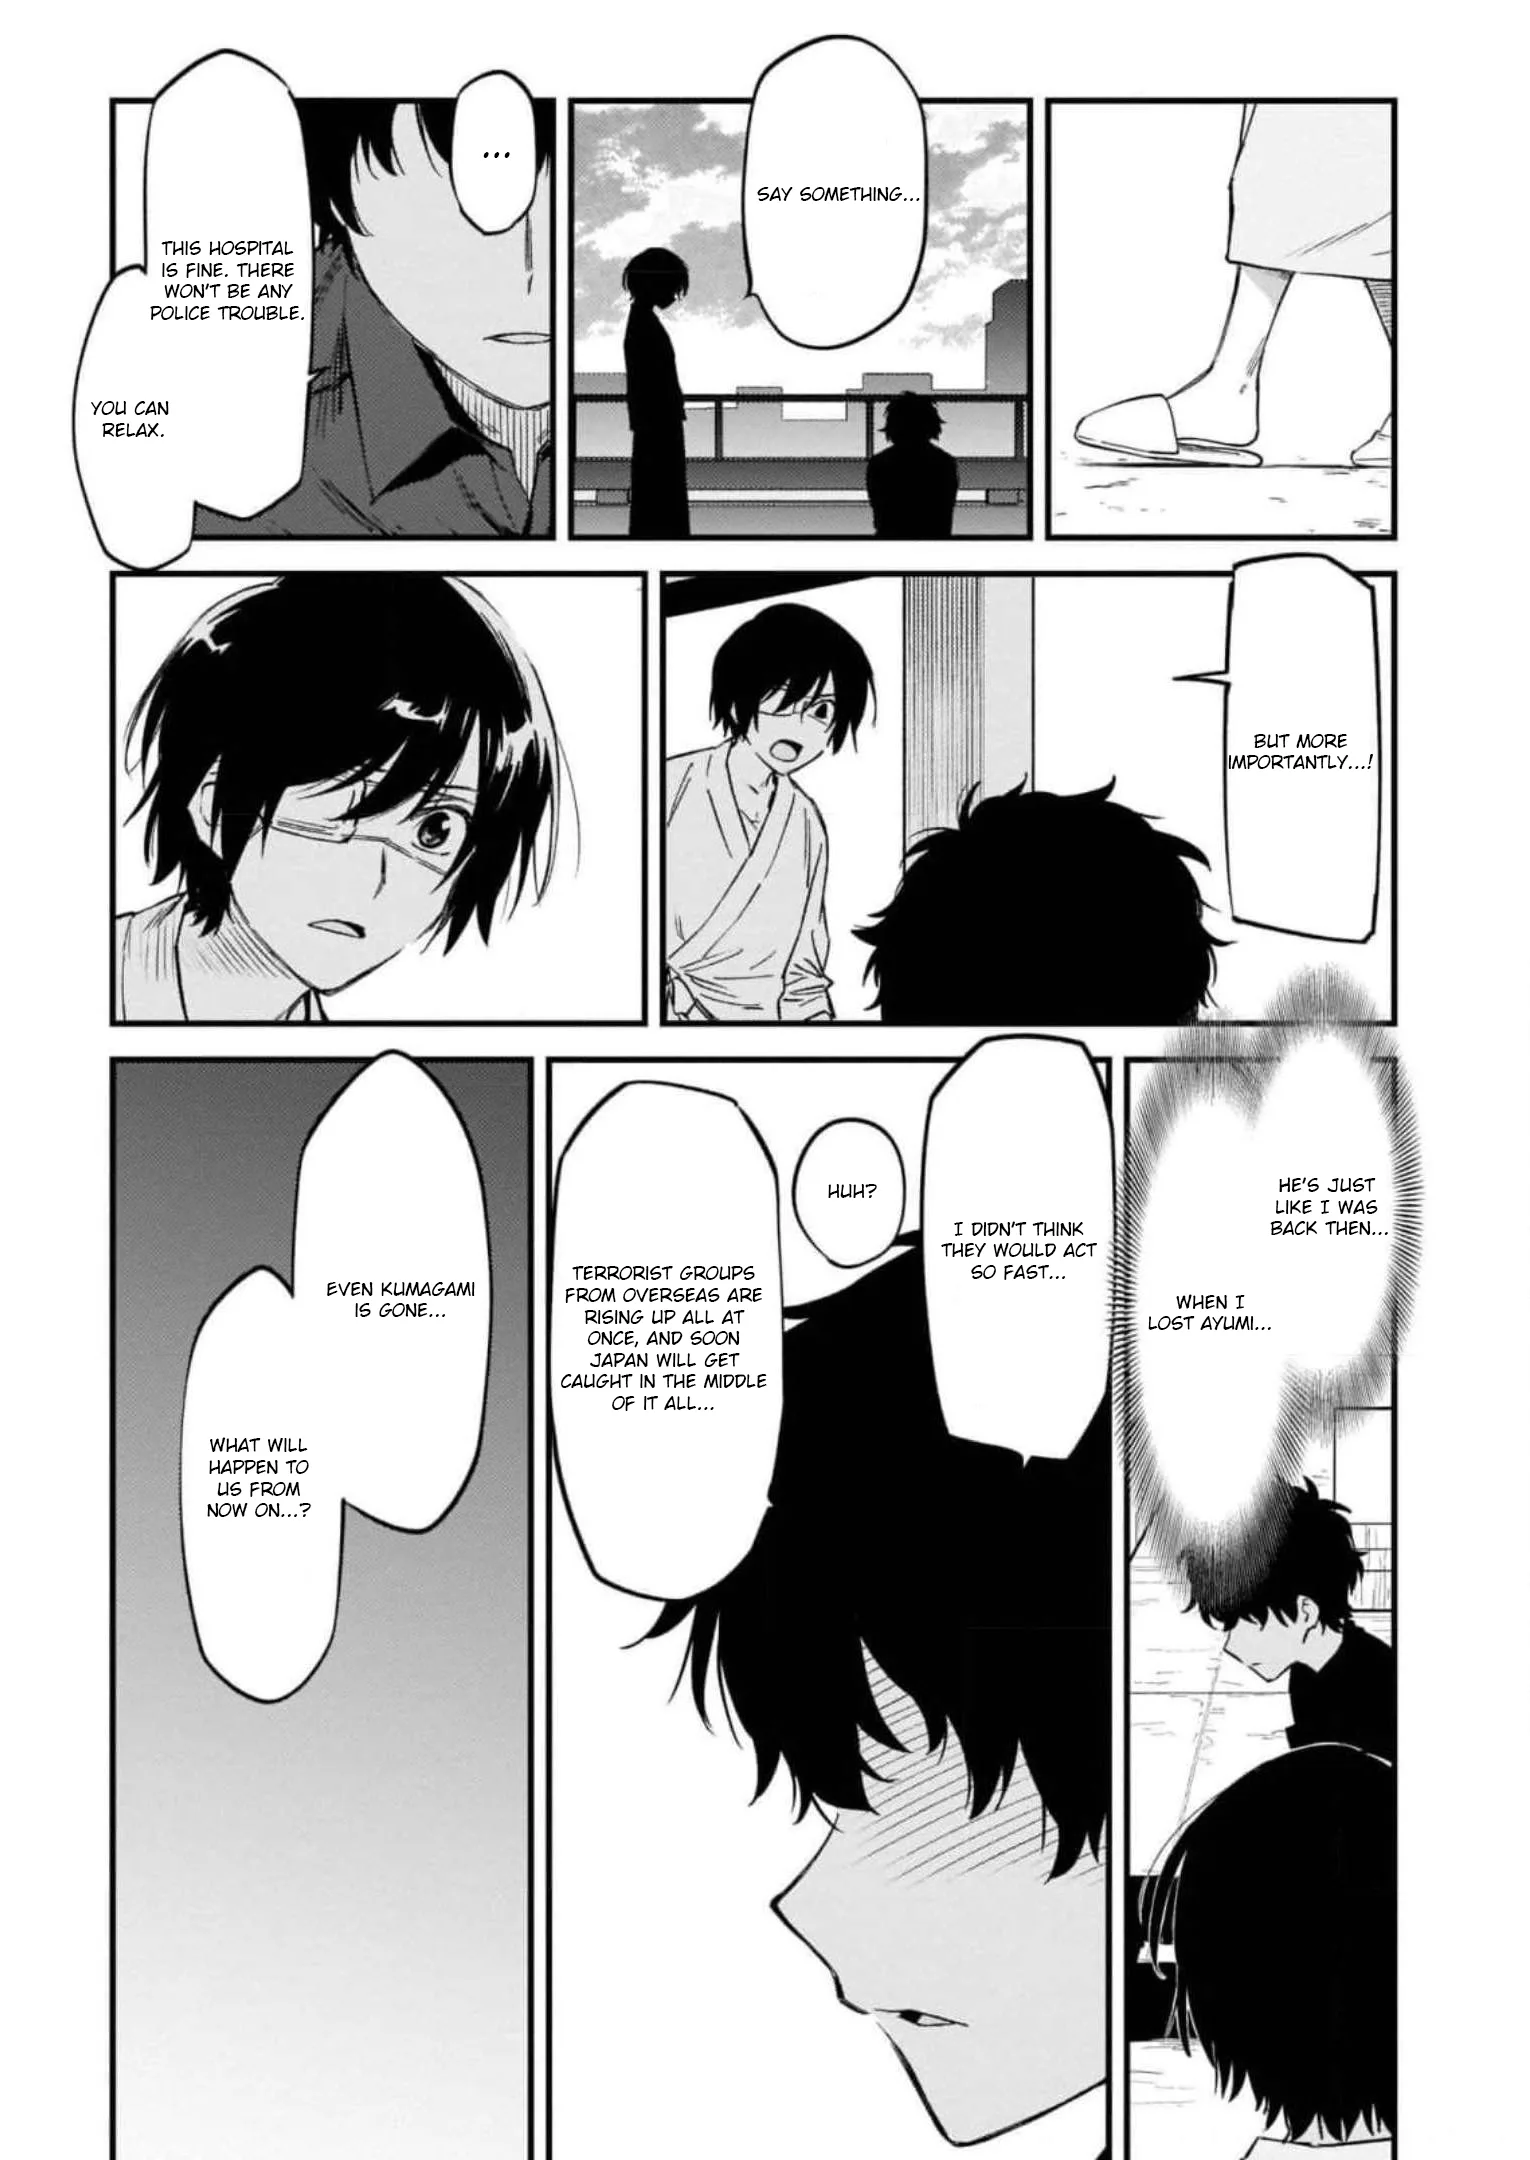 SAY SOMETHING...
...
THIS HOSPITAL
IS FINE. THERE
WON'T BE ANY
POLICE TROUBLE.
YOU CAN
RELAX.
BUT MORE
IMPORTANTLY...!
HE'S JUST
LIKE I WAS
BACK THEN...
WHEN I
LOST AYUMI...
I DIDN'T THINK
THEY WOULD ACT
SO FAST...
HUH?
TERRORIST GROUPS
FROM OVERSEAS ARE
RISING UP ALL AT
ONCE, AND SOON
JAPAN WILL GET
CAUGHT IN THE MIDDLE
OF IT ALL...
EVEN KUMAGAMI
IS GONE...
WHAT WILL
HAPPEN TO
US FROM
NOW ON...?